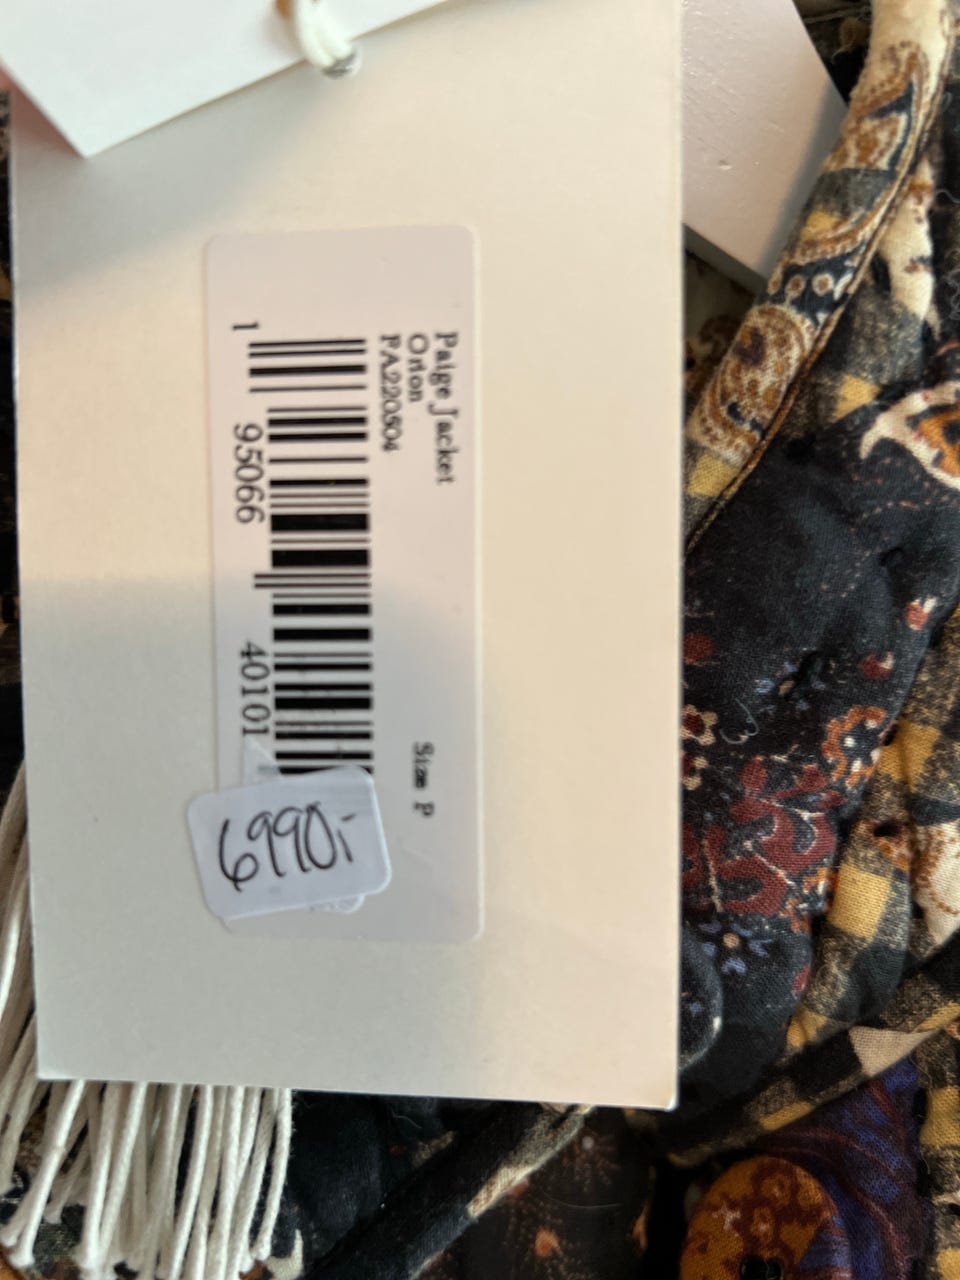 Paige Jacket
Orion
PA220504
Size P
1 95066 40101
6990,-